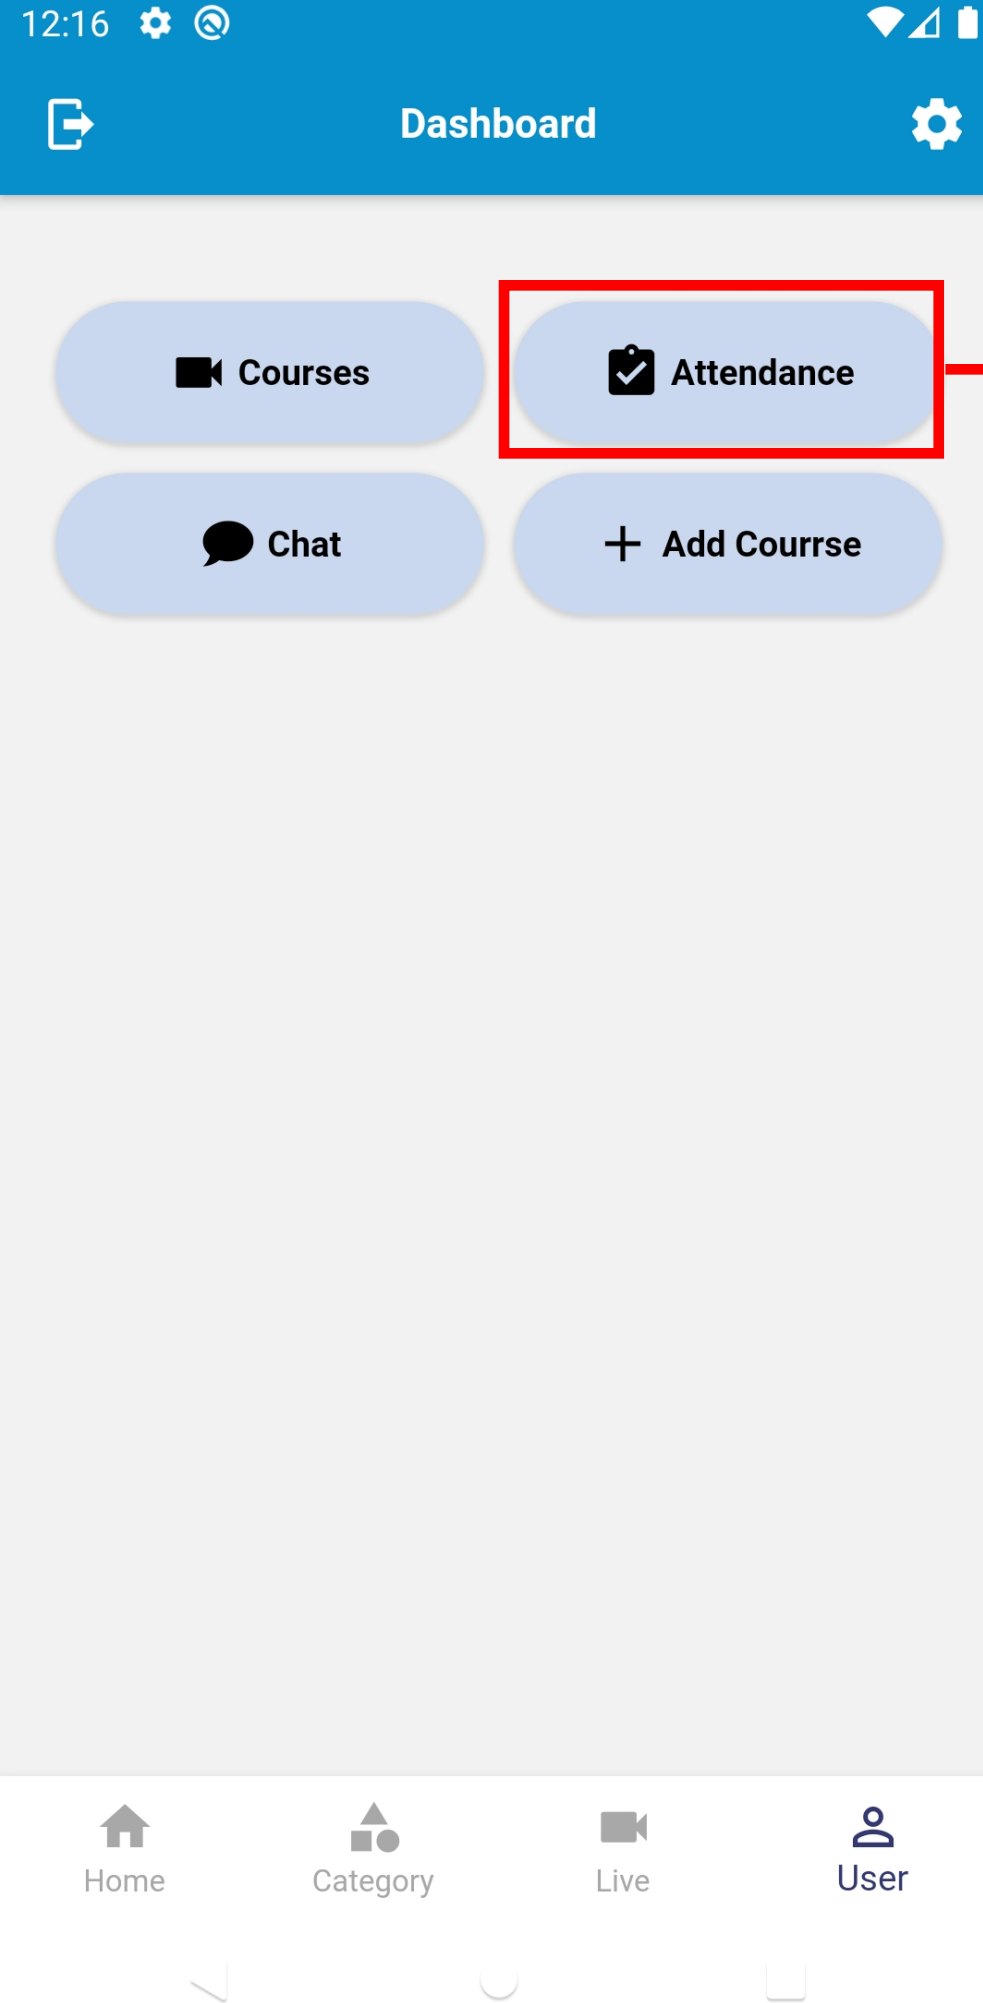 12:16
Dashboard
Courses
Attendance
Chat
Add Courrse
Home
Category
Live
User